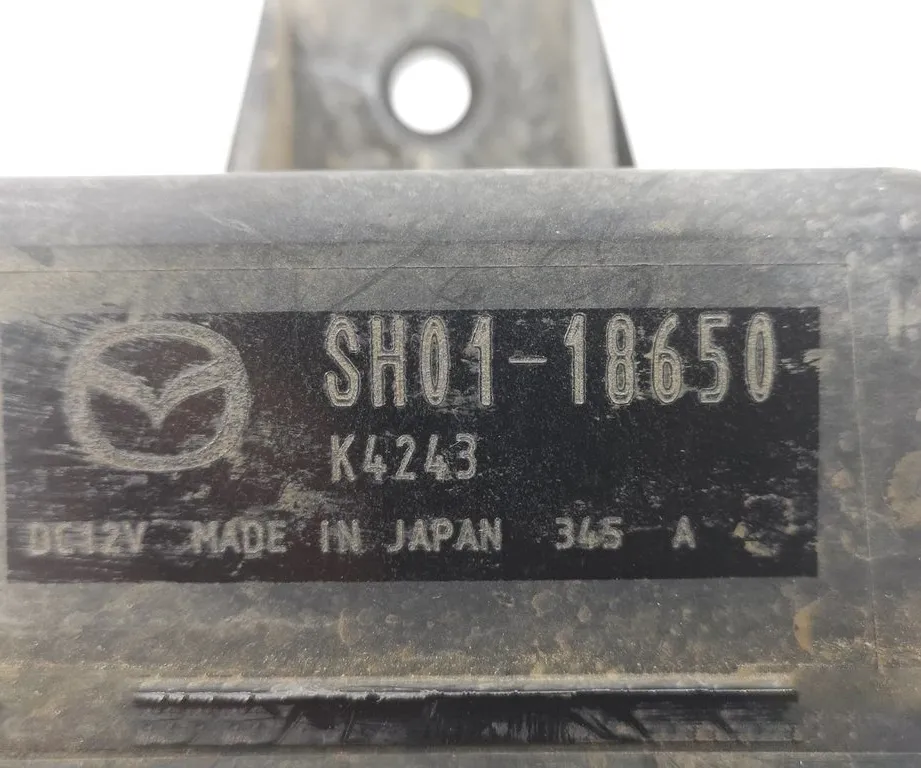 SH01-18650
K4243
DC12V MADE IN JAPAN 345 A